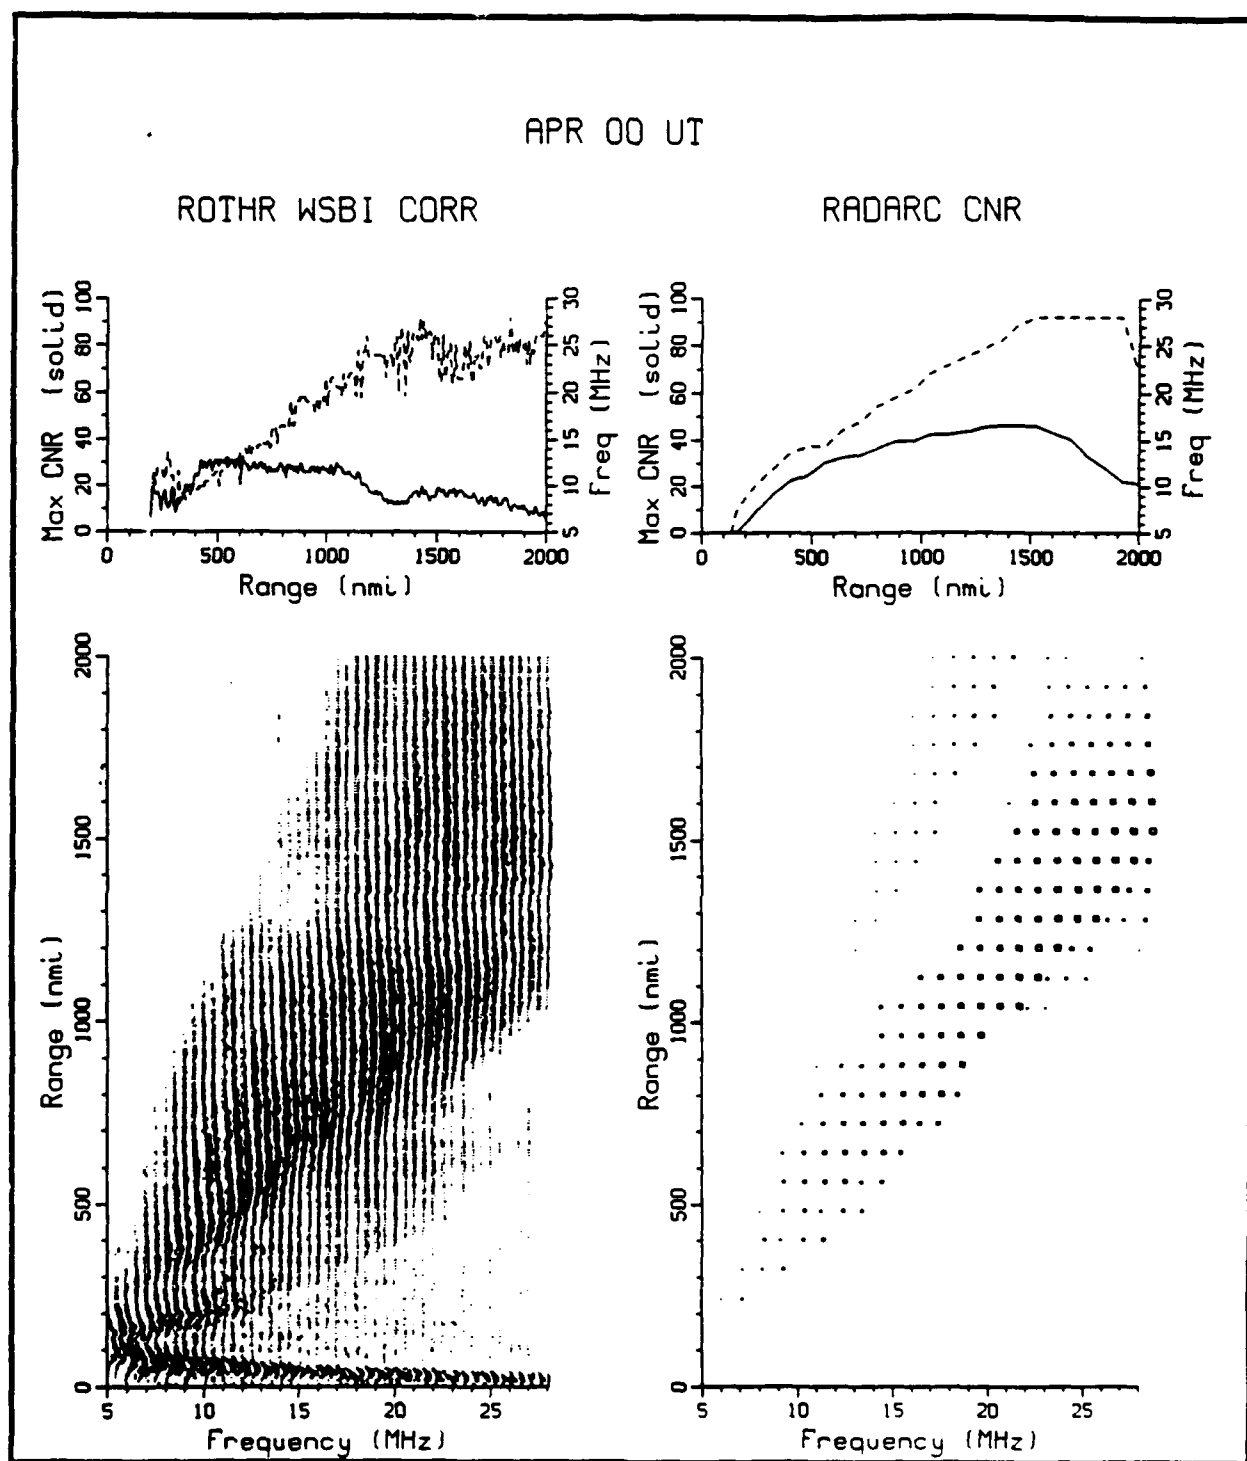 APR 00 UT
ROTHR WSBI CORR
RADARC CNR
Max CNR (solid)
0 20 40 60 80 100
5 10 15 20 25 30
Freq (MHz)
0 500 1000 1500 2000
Range (nmi)
Max CNR (solid)
0 20 40 60 80 100
5 10 15 20 25 30
Freq (MHz)
0 500 1000 1500 2000
Range (nmi)
Range (nmi)
0 500 1000 1500 2000
5 10 15 20 25
Frequency (MHz)
Range (nmi)
0 500 1000 1500 2000
5 10 15 20 25
Frequency (MHz)